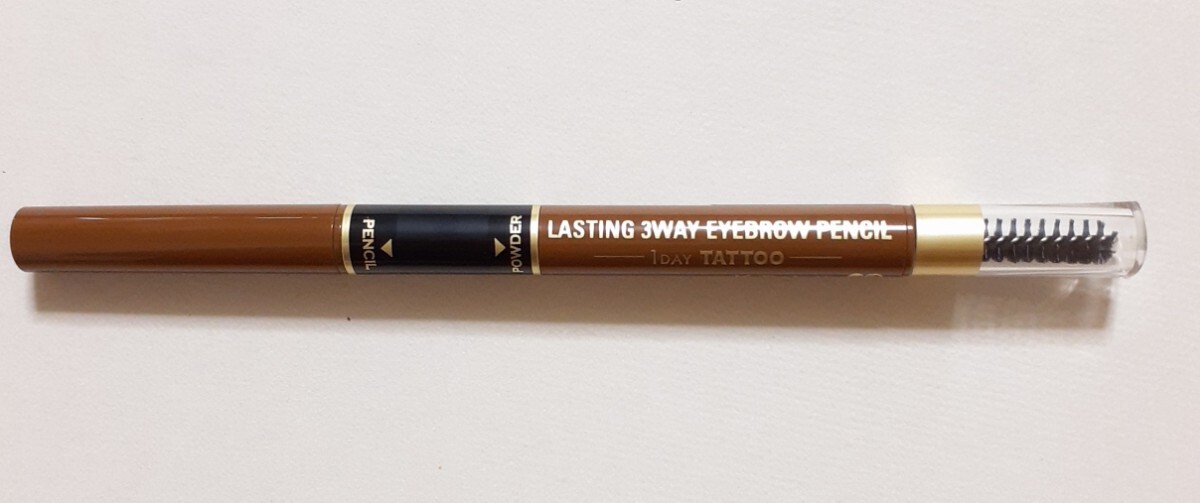 PENCIL
POWDER
LASTING 3WAY EYEBROW PENCIL
1DAY TATTOO